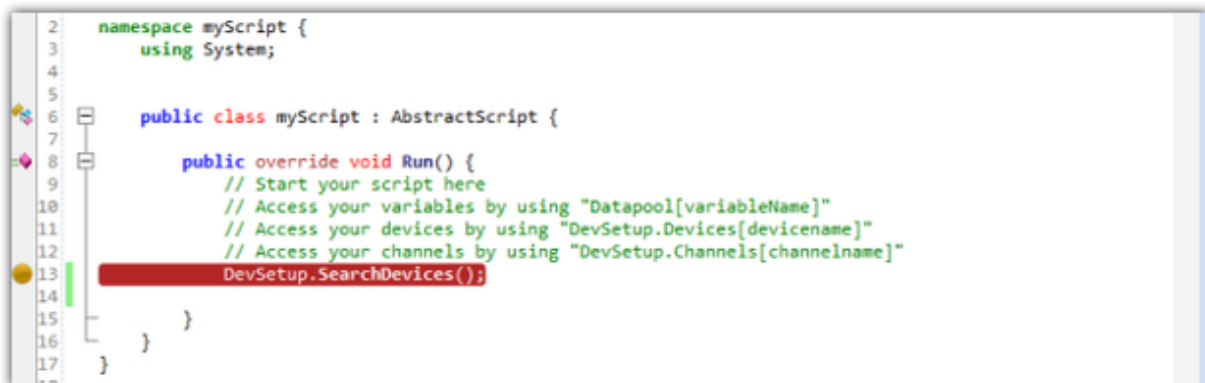 2 namespace myScript {
3 using System;
4
5
6 public class myScript : AbstractScript {
7
8 public override void Run() {
9 // Start your script here
10 // Access your variables by using "Datapool[variableName]"
11 // Access your devices by using "DevSetup.Devices[devicename]"
12 // Access your channels by using "DevSetup.Channels[channelname]"
13 DevSetup.SearchDevices();
14
15 }
16 }
17 }